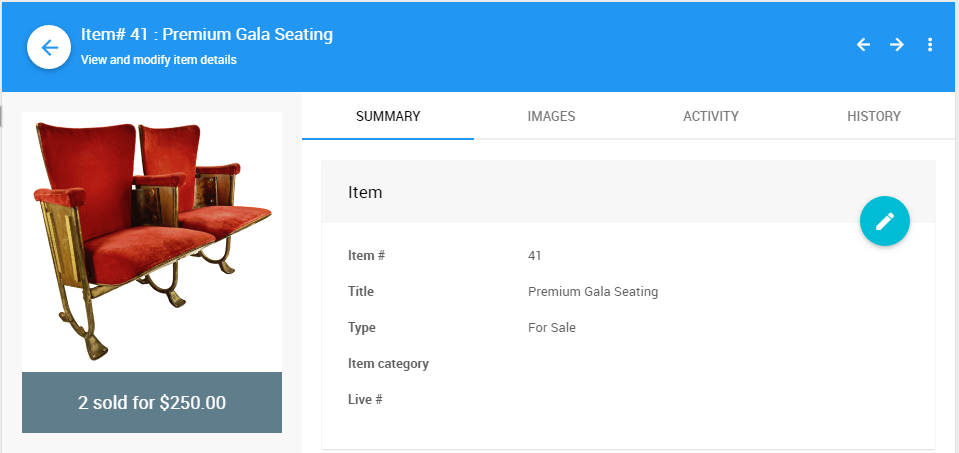 Item# 41 : Premium Gala Seating
View and modify item details
SUMMARY IMAGES ACTIVITY HISTORY
Item
Item # 41
Title Premium Gala Seating
Type For Sale
Item category
Live #
2 sold for $250.00